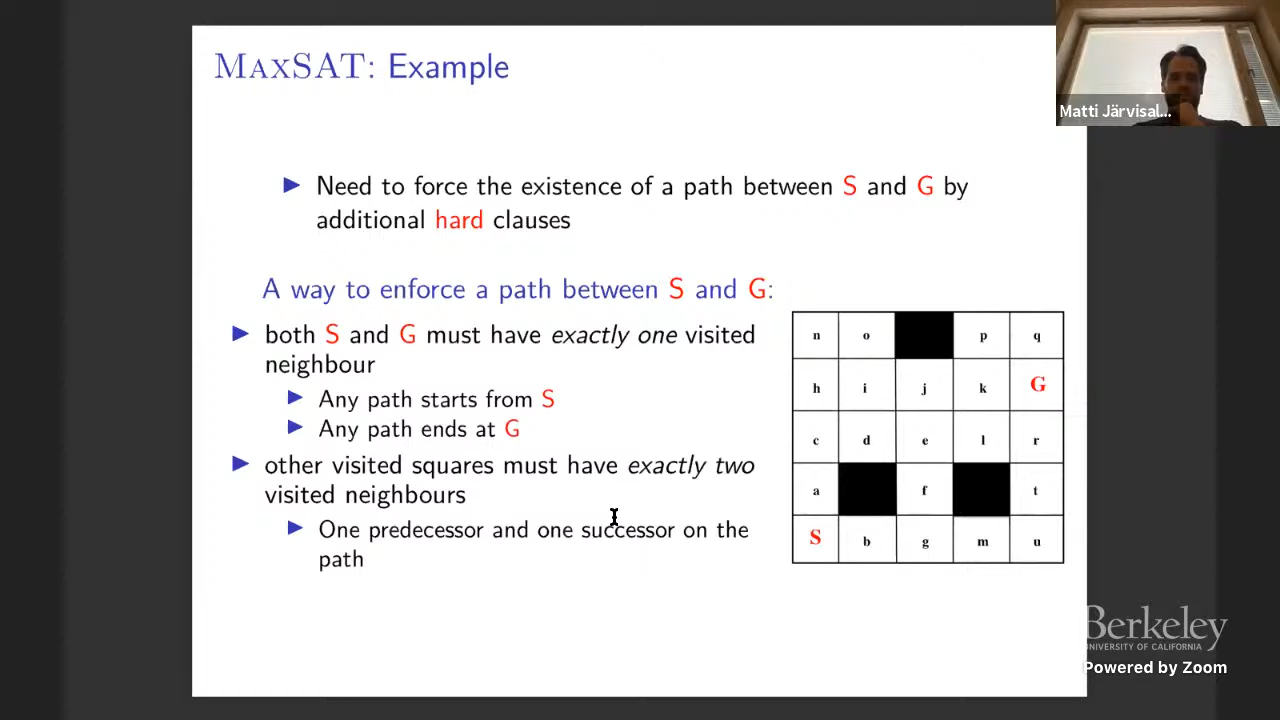 MAXSAT: Example
Matti Järvisal...
Need to force the existence of a path between S and G by
additional hard clauses
A way to enforce a path between S and G:
both S and G must have exactly one visited
neighbour
Any path starts from S
Any path ends at G
other visited squares must have exactly two
visited neighbours
One predecessor and one successor on the
path
n o p q
h i j k G
c d e l r
a f t
S b g m u
Berkeley
UNIVERSITY OF CALIFORNIA
Powered by Zoom